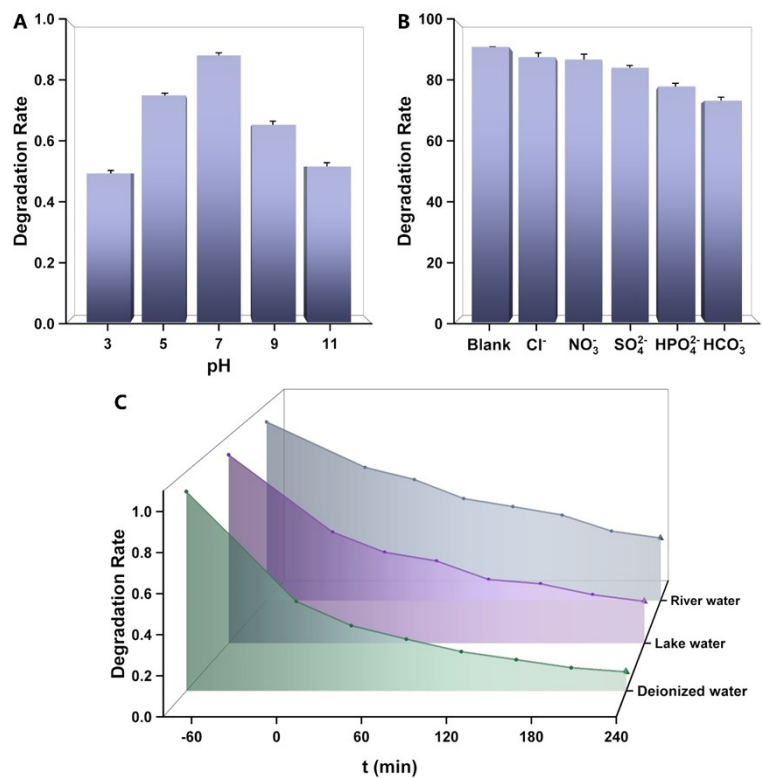 A
Degradation Rate
1.0
0.8
0.6
0.4
0.2
0.0
3 5 7 9 11
pH
B
Degradation Rate
100
80
60
40
20
0
Blank Cl⁻ NO₃⁻ SO₄²⁻ HPO₄²⁻ HCO₃⁻
C
Degradation Rate
1.0
0.8
0.6
0.4
0.2
0.0
River water
Lake water
Deionized water
-60 0 60 120 180 240
t (min)